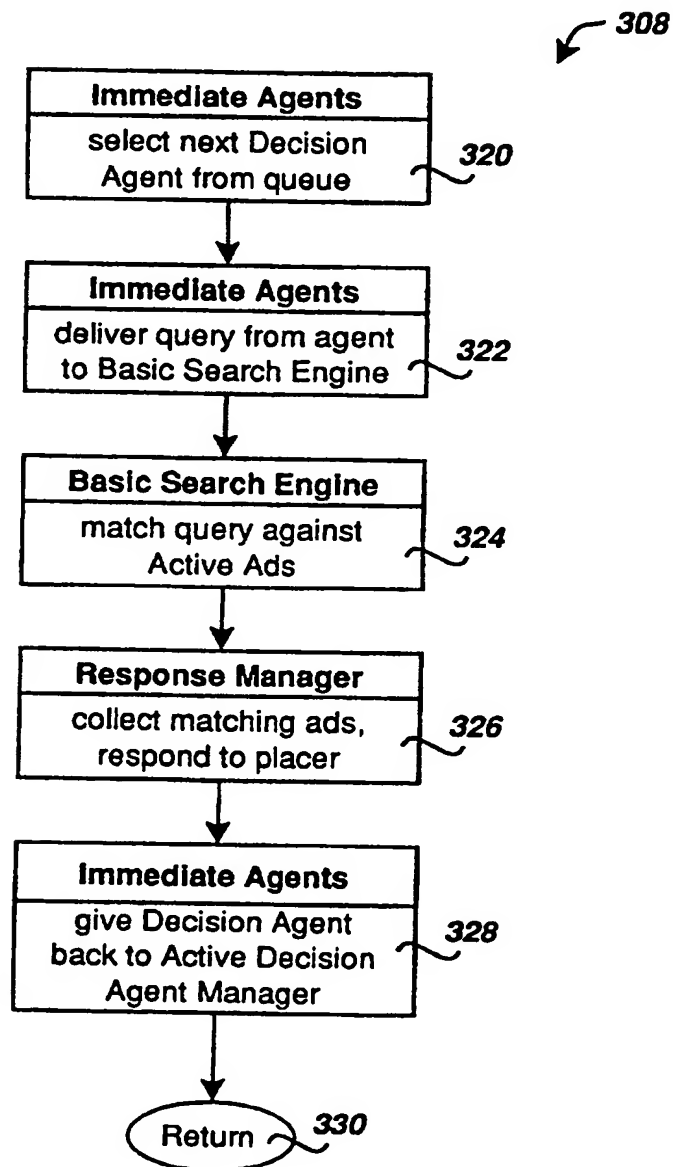 308
Immediate Agents
select next Decision
Agent from queue
320
Immediate Agents
deliver query from agent
to Basic Search Engine
322
Basic Search Engine
match query against
Active Ads
324
Response Manager
collect matching ads,
respond to placer
326
Immediate Agents
give Decision Agent
back to Active Decision
Agent Manager
328
Return
330